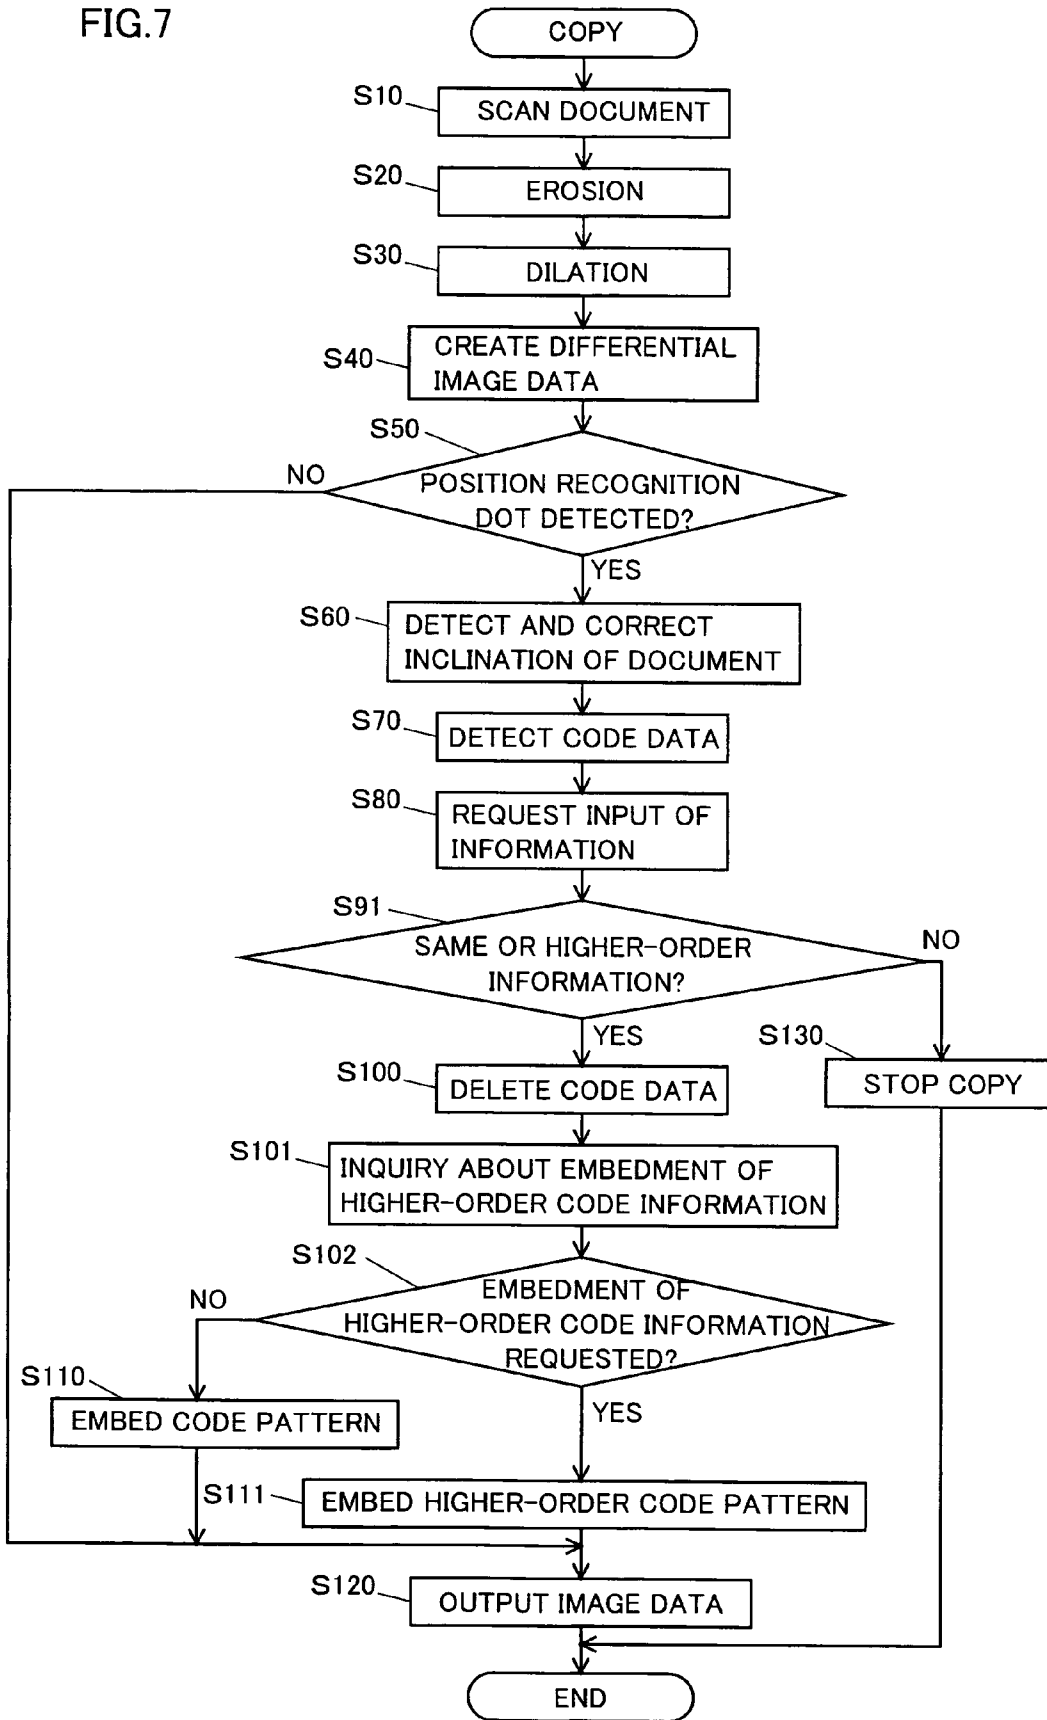 FIG.7
COPY
S10
SCAN DOCUMENT
S20
EROSION
S30
DILATION
S40
CREATE DIFFERENTIAL
IMAGE DATA
S50
NO
POSITION RECOGNITION
DOT DETECTED?
YES
S60
DETECT AND CORRECT
INCLINATION OF DOCUMENT
S70
DETECT CODE DATA
S80
REQUEST INPUT OF
INFORMATION
S91
SAME OR HIGHER-ORDER
INFORMATION?
NO
YES
S130
STOP COPY
S100
DELETE CODE DATA
S101
INQUIRY ABOUT EMBEDMENT OF
HIGHER-ORDER CODE INFORMATION
S102
NO
EMBEDMENT OF
HIGHER-ORDER CODE INFORMATION
REQUESTED?
S110
EMBED CODE PATTERN
YES
S111
EMBED HIGHER-ORDER CODE PATTERN
S120
OUTPUT IMAGE DATA
END